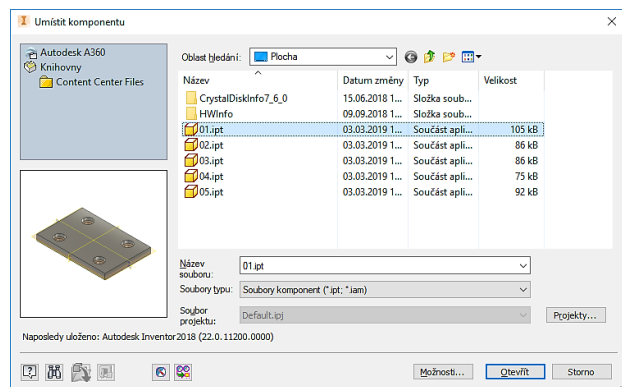 Umístit komponentu
Autodesk A360
Knihovny
Content Center Files
Oblast hledání: Plocha
Název Datum změny Typ Velikost
CrystalDiskInfo7_6_0 15.06.2018 1... Složka soub...
HWInfo 09.09.2018 1... Složka soub...
01.ipt 03.03.2019 1... Součást apli... 105 kB
02.ipt 03.03.2019 1... Součást apli... 86 kB
03.ipt 03.03.2019 1... Součást apli... 86 kB
04.ipt 03.03.2019 1... Součást apli... 75 kB
05.ipt 03.03.2019 1... Součást apli... 92 kB
Název souboru: 01.ipt
Soubory typu: Soubory komponent (*.ipt; *.iam)
Soubor projektu: Default.ipj Projekty...
Naposledy uloženo: Autodesk Inventor 2018 (22.0.11200.0000)
Možnosti... Otevřít Storno